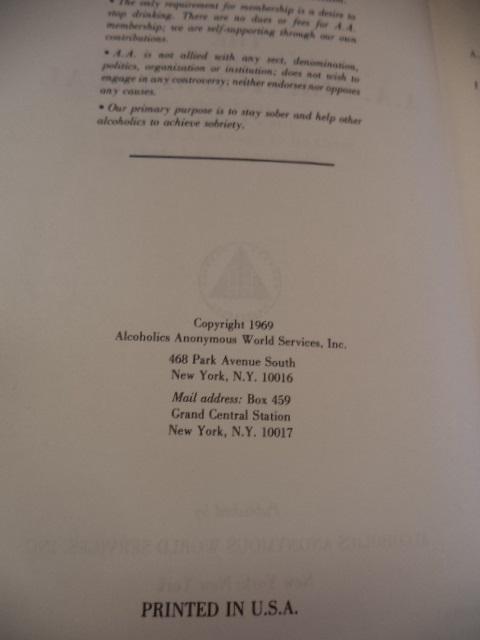 • The only requirement for membership is a desire to
stop drinking. There are no dues or fees for A.A.
membership; we are self-supporting through our own
contributions.
• A.A. is not allied with any sect, denomination,
politics, organization or institution; does not wish to
engage in any controversy; neither endorses nor opposes
any causes.
• Our primary purpose is to stay sober and help other
alcoholics to achieve sobriety.
Copyright 1969
Alcoholics Anonymous World Services, Inc.
468 Park Avenue South
New York, N.Y. 10016
Mail address: Box 459
Grand Central Station
New York, N.Y. 10017
PRINTED IN U.S.A.